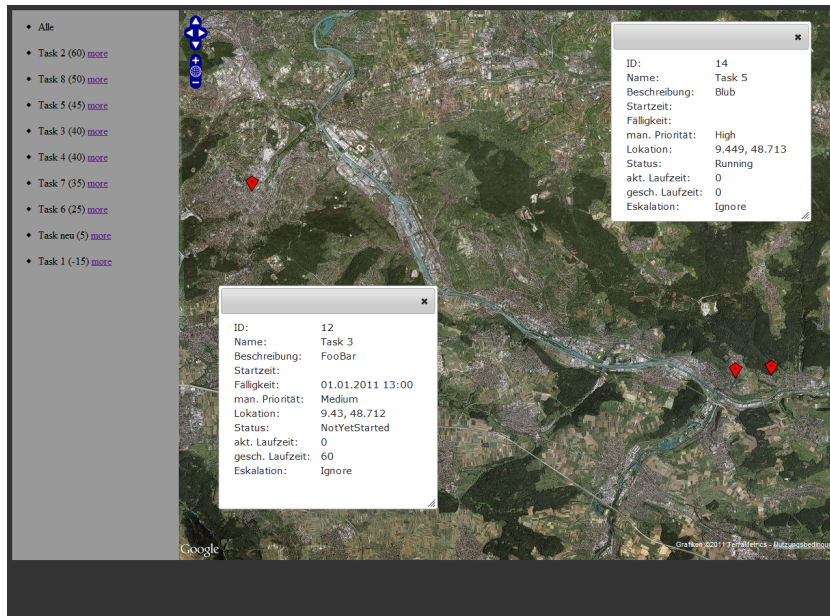 Alle
Task 2 (60) more
Task 8 (50) more
Task 5 (45) more
Task 3 (40) more
Task 4 (40) more
Task 7 (35) more
Task 6 (25) more
Task neu (5) more
Task 1 (-15) more
ID: 14
Name: Task 5
Beschreibung: Blub
Startzeit:
Fälligkeit:
man. Priorität: High
Lokation: 9.449, 48.713
Status: Running
akt. Laufzeit: 0
gesch. Laufzeit: 0
Eskalation: Ignore
ID: 12
Name: Task 3
Beschreibung: FooBar
Startzeit:
Fälligkeit: 01.01.2011 13:00
man. Priorität: Medium
Lokation: 9.43, 48.712
Status: NotYetStarted
akt. Laufzeit: 0
gesch. Laufzeit: 60
Eskalation: Ignore
Google
Grafiken ©2011 TerraMetrics - Nutzungsbedingu